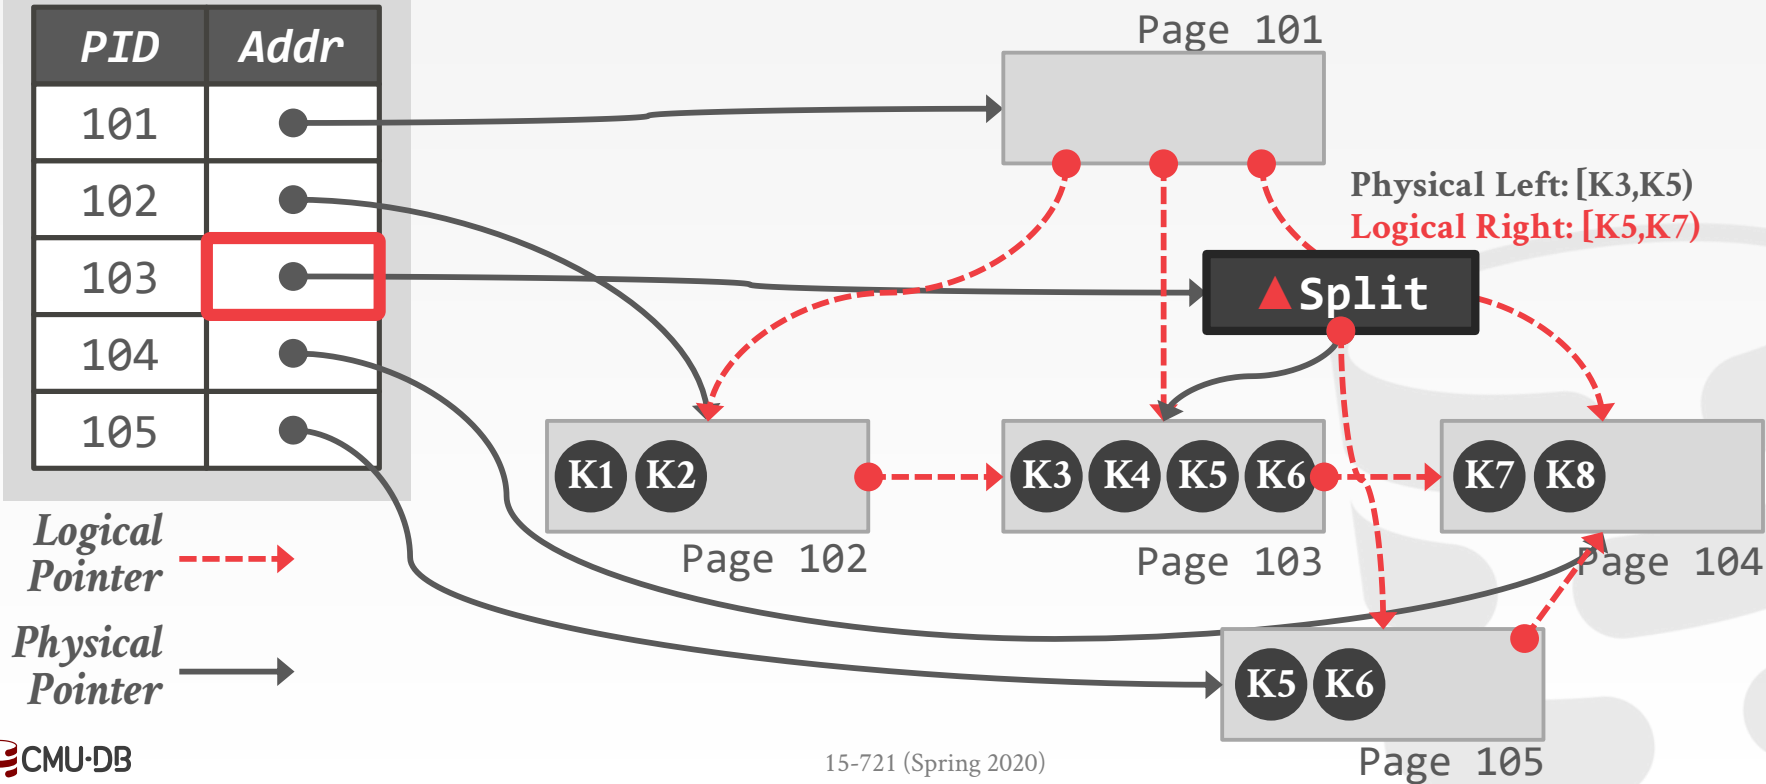 PID Addr
101
102
103
104
105
Logical
Pointer
Physical
Pointer
Page 101
Physical Left: [K3,K5)
Logical Right: [K5,K7)
▲Split
K1 K2
Page 102
K3 K4 K5 K6
Page 103
K7 K8
Page 104
K5 K6
Page 105
CMU·DB
15-721 (Spring 2020)